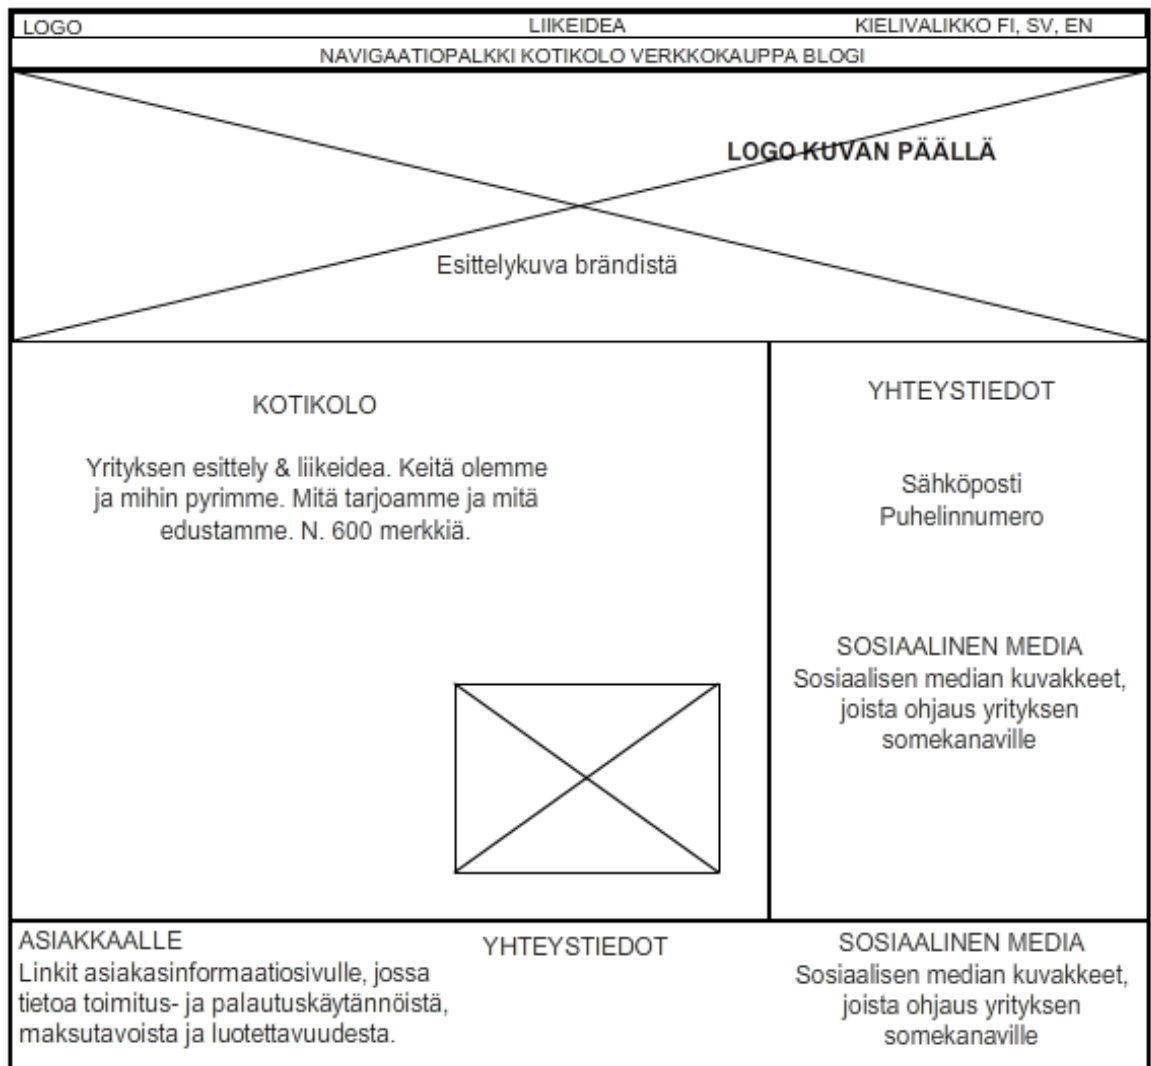 LOGO LIIKEIDEA KIELIVALIKKO FI, SV, EN
NAVIGAATIOPALKKI KOTIKOLO VERKKOKAUPPA BLOGI
LOGO KUVAN PÄÄLLÄ
Esittelykuva brändistä
KOTIKOLO
Yrityksen esittely & liikeidea. Keitä olemme
ja mihin pyrimme. Mitä tarjoamme ja mitä
edustamme. N. 600 merkkiä.
YHTEYSTIEDOT
Sähköposti
Puhelinnumero
SOSIAALINEN MEDIA
Sosiaalisen median kuvakkeet,
joista ohjaus yrityksen
somekanaville
ASIAKKAALLE
Linkit asiakasinformaatiosivulle, jossa
tietoa toimitus- ja palautuskäytännöistä,
maksutavoista ja luotettavuudesta.
YHTEYSTIEDOT
SOSIAALINEN MEDIA
Sosiaalisen median kuvakkeet,
joista ohjaus yrityksen
somekanaville